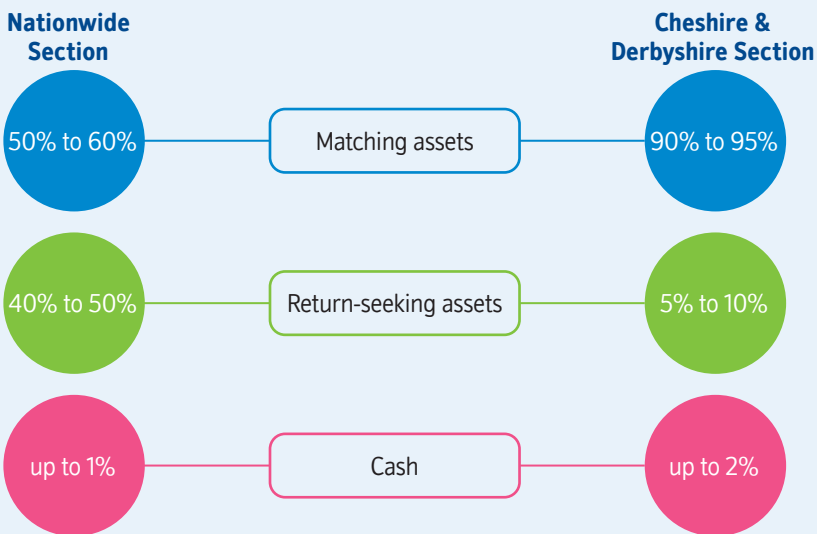 Nationwide
Section
Cheshire &
Derbyshire Section
50% to 60%
Matching assets
90% to 95%
40% to 50%
Return-seeking assets
5% to 10%
up to 1%
Cash
up to 2%